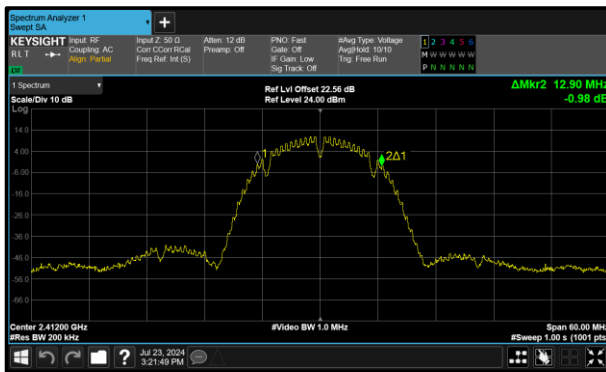 Spectrum Analyzer 1
Swept SA
KEYSIGHT Input: RF Input Z: 50 Ω Atten: 12 dB PNO: Fast #Avg Type: Voltage 1 2 3 4 5 6
RLT Coupling: AC Corr CCorr RCal Preamp: Off Gate: Off Avg|Hold: 10/10 M W W W W W
Align: Partial Freq Ref: Int (S) IF Gain: Low Trig: Free Run P N N N N N
Sig Track: Off
1 Spectrum
Ref Lvl Offset 22.56 dB ΔMkr2 12.90 MHz
Scale/Div 10 dB Ref Level 24.00 dBm -0.98 dB
Log
14.0
4.00
1
2Δ1
-6.00
-16.0
-26.0
-36.0
-46.0
-56.0
-66.0
Center 2.41200 GHz #Video BW 1.0 MHz Span 60.00 MHz
#Res BW 200 kHz #Sweep 1.00 s (1001 pts)
? Jul 23, 2024
3:21:49 PM